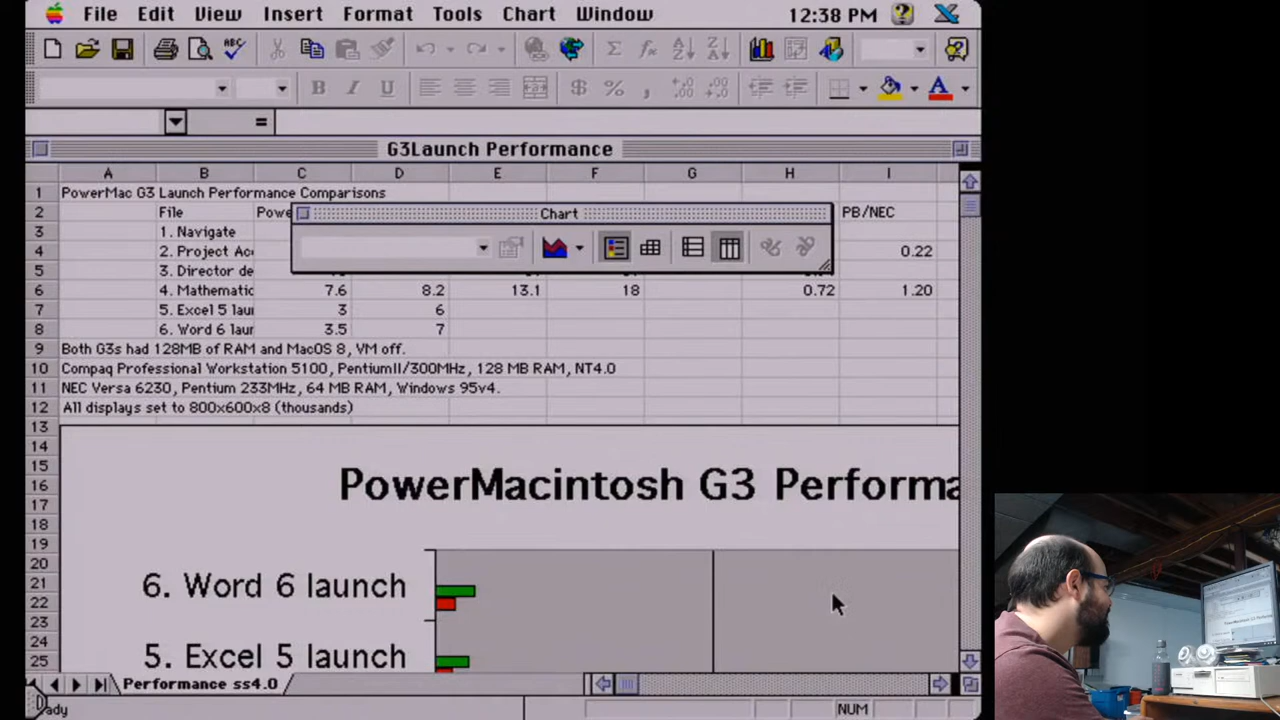 File Edit View Insert Format Tools Chart Window 12:38 PM
ABC
B I U $ % ,
=
G3Launch Performance
A B C D E F G H I
1 PowerMac G3 Launch Performance Comparisons
2 File Powe PB/NEC
3 1. Navigate
4 2. Project Acc 0.22
5 3. Director de
6 4. Mathematic 7.6 8.2 13.1 18 0.72 1.20
7 5. Excel 5 laun 3 6
8 6. Word 6 laun 3.5 7
Chart
9 Both G3s had 128MB of RAM and MacOS 8, VM off.
10 Compaq Professional Workstation 5100, PentiumII/300MHz, 128 MB RAM, NT4.0
11 NEC Versa 6230, Pentium 233MHz, 64 MB RAM, Windows 95v4.
12 All displays set to 800x600x8 (thousands)
13
14
15
16 PowerMacintosh G3 Performa
17
18
19
20
21 6. Word 6 launch
22
23
24
25 5. Excel 5 launch
Performance ss4.0
ady NUM